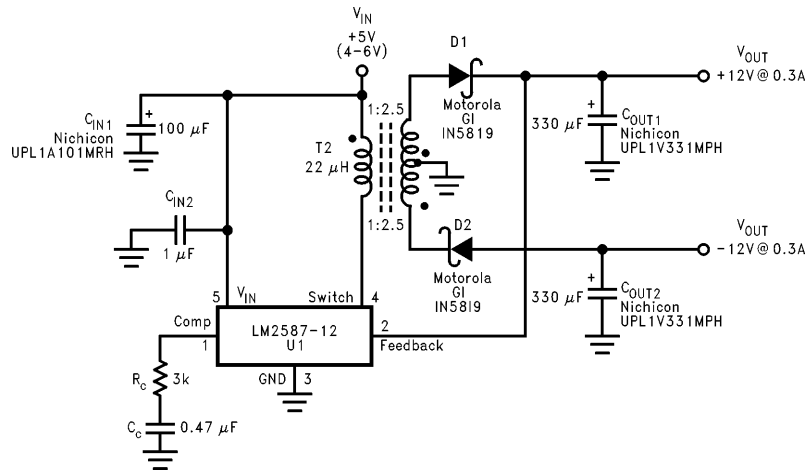 V_IN
+5V
(4-6V)
D1
Motorola
GI
IN5819
V_OUT
+12V@0.3A
C_IN1
Nichicon
UPL1A101MRH
+
100 μF
1:2.5
T2
22 μH
1:2.5
330 μF
+
C_OUT1
Nichicon
UPL1V331MPH
C_IN2
1 μF
D2
Motorola
GI
IN5819
V_OUT
-12V@0.3A
330 μF
+
C_OUT2
Nichicon
UPL1V331MPH
5
V_IN
Switch
4
Comp
1
LM2587-12
U1
2
Feedback
GND
3
R_c
3k
C_c
0.47 μF